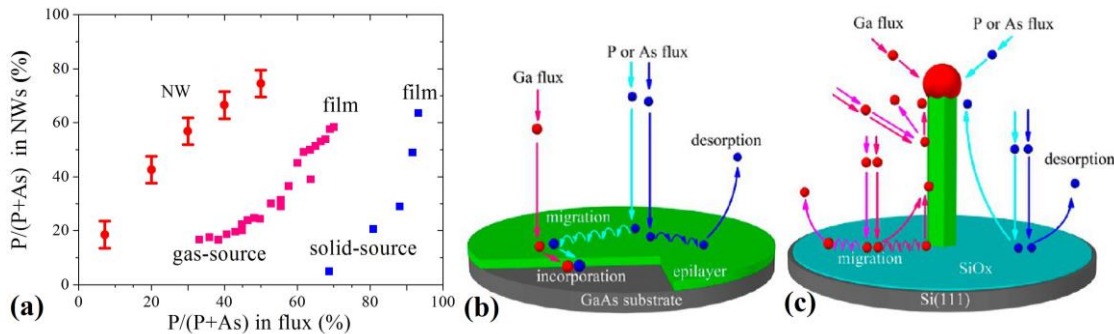 100
80
60
40
20
0
0 20 40 60 80 100
P/(P+As) in NWs (%)
P/(P+As) in flux (%)
NW
film
film
gas-source
solid-source
(a)
Ga flux
P or As flux
desorption
migration
incorporation
epilayer
GaAs substrate
(b)
Ga flux
P or As flux
desorption
migration
SiOx
Si(111)
(c)